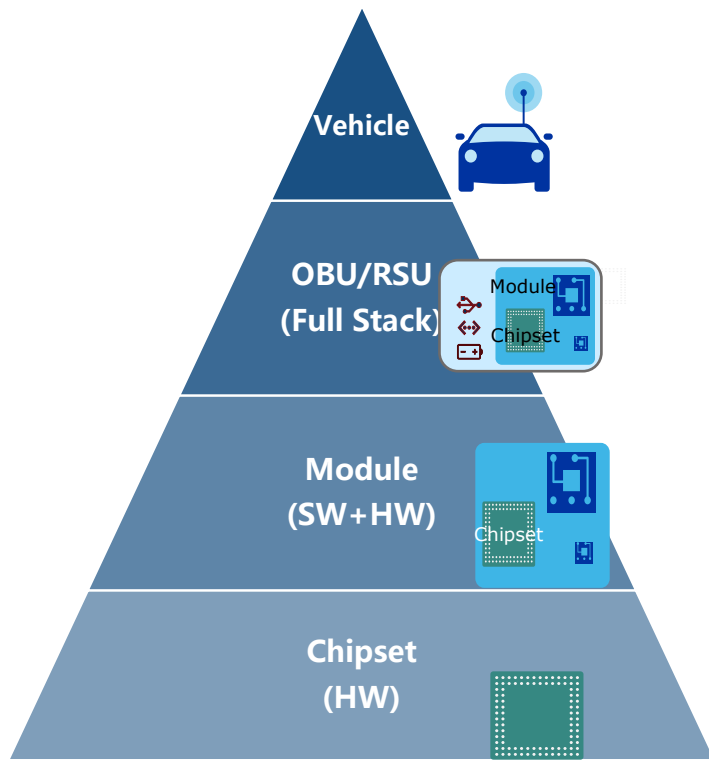 Vehicle
OBU/RSU
(Full Stack)
Module
Chipset
Module
(SW+HW)
Chipset
Chipset
(HW)